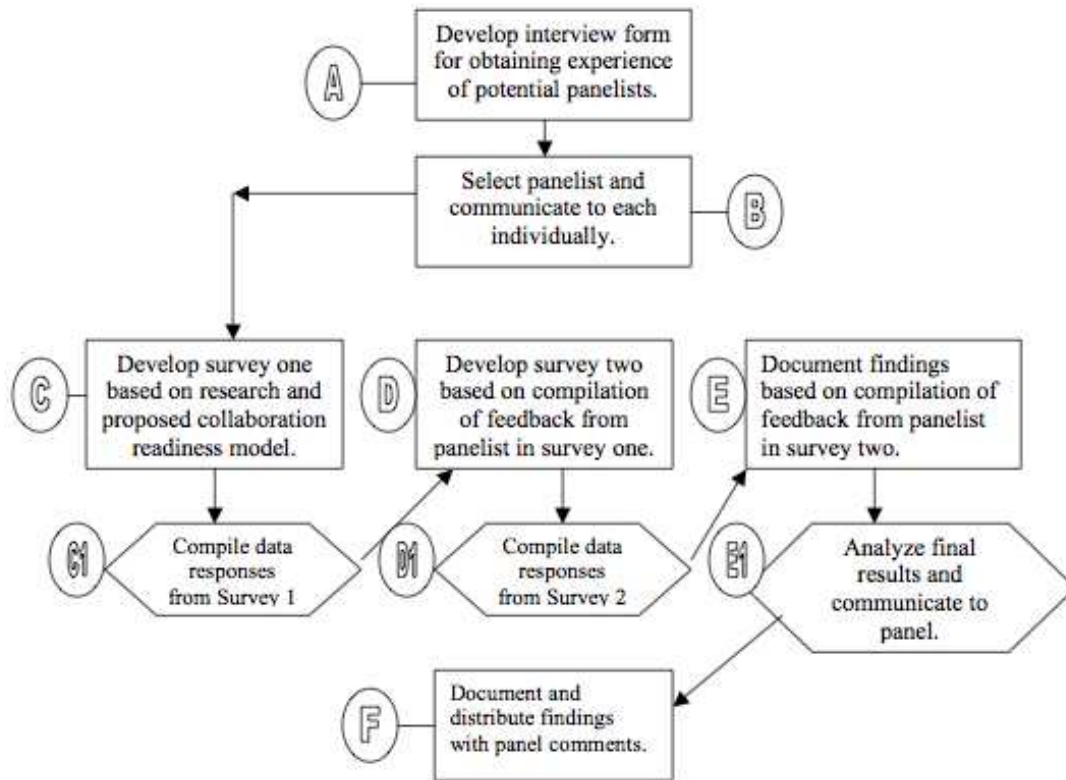 Develop interview form
for obtaining experience
of potential panelists.
A
Select panelist and
communicate to each
individually.
B
C
Develop survey one
based on research and
proposed collaboration
readiness model.
D
Develop survey two
based on compilation
of feedback from
panelist in survey one.
E
Document findings
based on compilation of
feedback from panelist
in survey two.
C1
Compile data
responses
from Survey 1
D1
Compile data
responses
from Survey 2
E1
Analyze final
results and
communicate to
panel.
F
Document and
distribute findings
with panel comments.